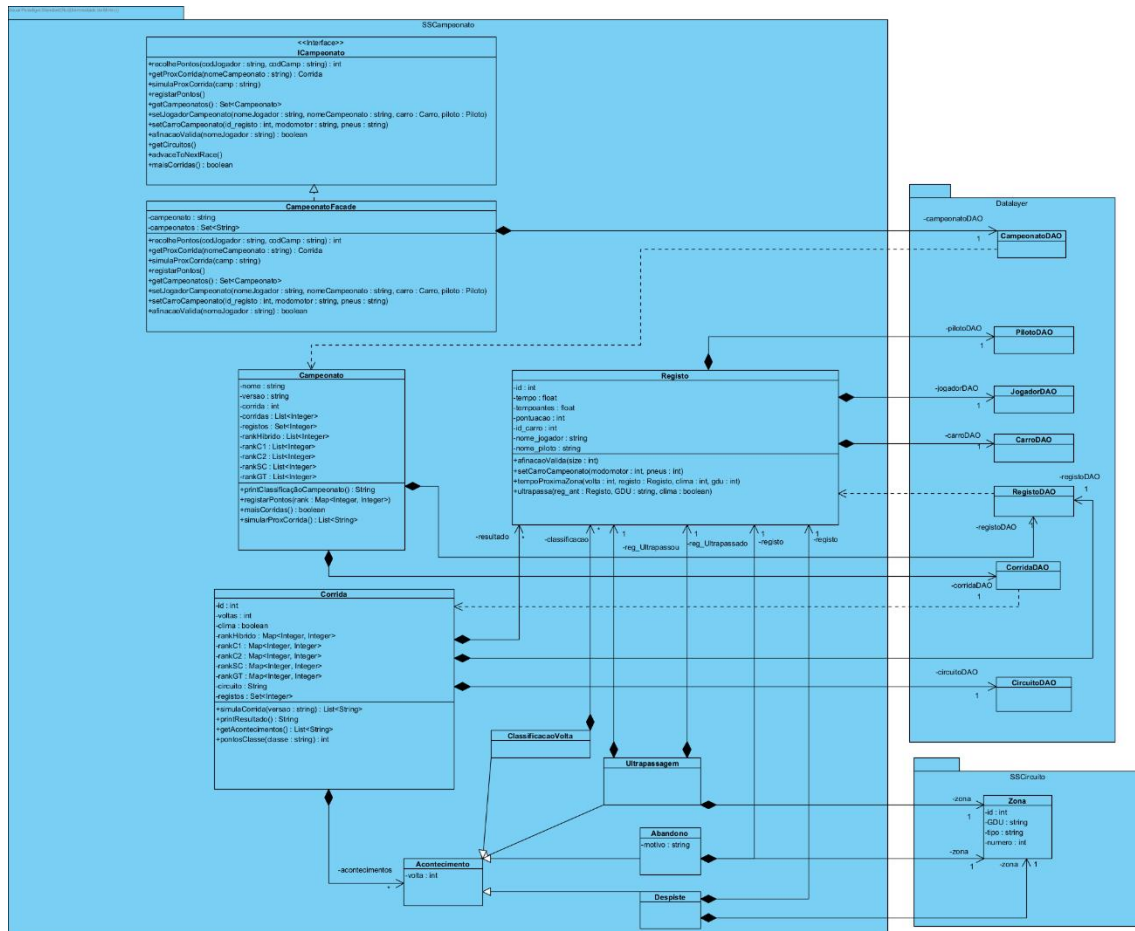 SSCampeonato
<<Interface>>
ICampeonato
+recolhePontos(codJogador : string, codCamp : string) : int
+getProxCorrida(nomeCampeonato : string) : Corrida
+simulaProxCorrida(camp : string)
+registarPontos()
+getCampeonatos() : Set<Campeonato>
+setJogadorCampeonato(nomeJogador : string, nomeCampeonato : string, carro : Carro, piloto : Piloto)
+setCarroCampeonato(id_registo : int, modomotor : string, pneus : string)
+afinacaoValida(nomeJogador : string) : boolean
+getCircuitos()
+advaceToNextRace()
+maisCorridas() : boolean
CampeonatoFacade
-campeonato : string
-campeonatos : Set<String>
+recolhePontos(codJogador : string, codCamp : string) : int
+getProxCorrida(nomeCampeonato : string) : Corrida
+simulaProxCorrida(camp : string)
+registarPontos()
+getCampeonatos() : Set<Campeonato>
+setJogadorCampeonato(nomeJogador : string, nomeCampeonato : string, carro : Carro, piloto : Piloto)
+setCarroCampeonato(id_registo : int, modomotor : string, pneus : string)
+afinacaoValida(nomeJogador : string) : boolean
Datalayer
-campeonatoDAO
1
CampeonatoDAO
-pilotoDAO
1
PilotoDAO
-jogadorDAO
1
JogadorDAO
-carroDAO
1
CarroDAO
RegistoDAO
-registoDAO
1
-registoDAO
1
CorridaDAO
-corridaDAO
1
-circuitoDAO
1
CircuitoDAO
Campeonato
-nome : string
-versao : string
-corrida : int
-corridas : List<Integer>
-registos : Set<Integer>
-rankHibrido : List<Integer>
-rankC1 : List<Integer>
-rankC2 : List<Integer>
-rankSC : List<Integer>
-rankGT : List<Integer>
+printClassificaçãoCampeonato() : String
+registarPontos(rank : Map<Integer, Integer>)
+maisCorridas() : boolean
+simularProxCorrida() : List<String>
Registo
-id : int
-tempo : float
-tempoantes : float
-pontuacao : int
-id_carro : int
-nome_jogador : string
-nome_piloto : string
+afinacaoValida(size : int)
+setCarroCampeonato(modomotor : int, pneus : int)
+tempoProximaZona(volta : int, registo : Registo, clima : int, gdu : int)
+ultrapassa(reg_ant : Registo, GDU : string, clima : boolean)
-resultado
*
-classificacao
*
-reg_Ultrapassou
1
-reg_Ultrapassado
1
-registo
1
-registo
1
Corrida
-id : int
-voltas : int
-clima : boolean
-rankHibrido : Map<Integer, Integer>
-rankC1 : Map<Integer, Integer>
-rankC2 : Map<Integer, Integer>
-rankSC : Map<Integer, Integer>
-rankGT : Map<Integer, Integer>
-circuito : String
-registos : Set<Integer>
+simulaCorrida(versao : string) : List<String>
+printResultado() : String
+getAcontecimentos() : List<String>
+pontosClasse(classe : string) : int
ClassificacaoVolta
Ultrapassagem
Abandono
-motivo : string
Despiste
-acontecimentos
*
Acontecimento
-volta : int
SSCircuito
-zona
1
-zona
1
-zona
1
Zona
-id : int
-GDU : string
-tipo : string
-numero : int